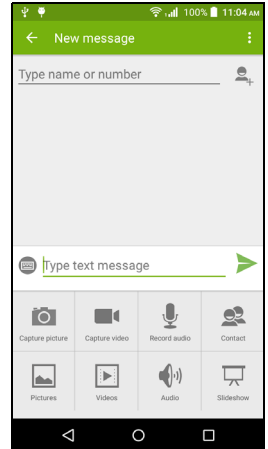 100% 11:04 AM
New message
Type name or number
Type text message
Capture picture Capture video Record audio Contact
Pictures Videos Audio Slideshow